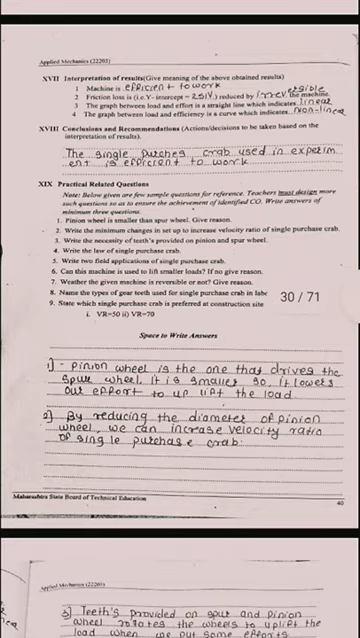 Applied Mechanics (22203)
XVII Interpretation of results(Give meaning of the above obtained results)
1 Machine is efficient to work
2 Friction loss is (i.e.Y- intercept = 251V) reduced by irreversible the machine.
3 The graph between load and effort is a straight line which indicates linear
4 The graph between load and efficiency is a curve which indicates Non-linear
XVIII Conclusions and Recommendations (Actions/decisions to be taken based on the
interpretation of results).
The single purches crab used in experim
ent is efficient to work
XIX Practical Related Questions
Note: Below given are few sample questions for reference. Teachers must design more
such questions so as to ensure the achievement of identified CO. Write answers of
minimum three questions.
1. Pinion wheel is smaller than spur wheel. Give reason.
2. Write the minimum changes in set up to increase velocity ratio of single purchase crab.
3. Write the necessity of teeth's provided on pinion and spur wheel.
4. Write the law of single purchase crab.
5. Write two field applications of single purchase crab.
6. Can this machine is used to lift smaller loads? If no give reason.
7. Weather the given machine is reversible or not? Give reason.
8. Name the types of gear teeth used for single purchase crab in labc
9. State which single purchase crab is preferred at construction site
i. VR=50 ii) VR=70
30 / 71
Space to Write Answers
1) - pinion wheel is the one that drives the
spur wheel, it is smaller so, it lowers
our effort to up lift the load.
2) By reducing the diameter of pinion
wheel, we can increase velocity ratio
of single purchase crab.
Maharashtra State Board of Technical Education
40
Applied Mechanics (22203)
3) Teeth's provided on spur and pinion
wheel rotates the wheels to uplift the
load when we put some efforts